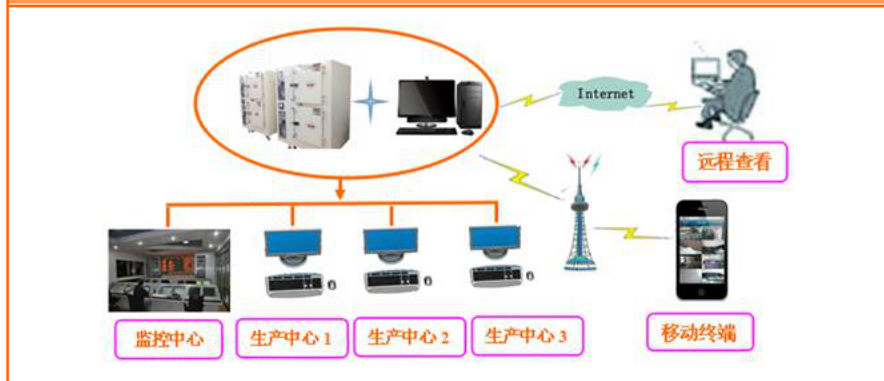 Internet
远程查看
监控中心
生产中心 1
生产中心 2
生产中心 3
移动终端